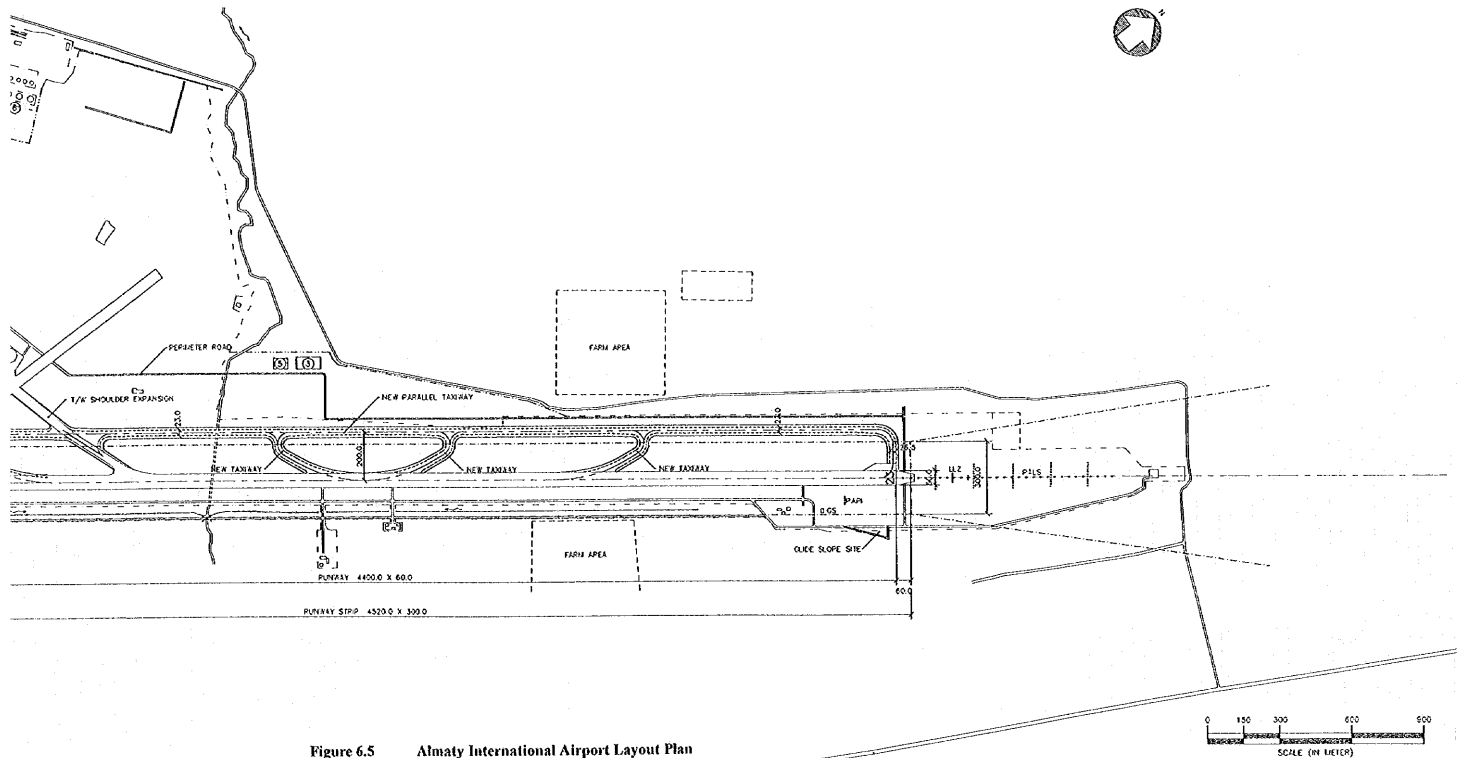 N
FARM AREA
PERIMETER ROAD
T/W SHOULDER EXPANSION
NEW PARALLEL TAXIWAY
23.0
200.0
NEW TAXIWAY
NEW TAXIWAY
NEW TAXIWAY
LLZ
300.0
PILS
PAPI
GS
GLIDE SLOPE SITE
FARM AREA
RUNWAY 4400.0 X 60.0
60.0
RUNWAY STRIP 4520.0 X 300.0
0 150 300 600 900
SCALE (IN METER)
Figure 6.5 Almaty International Airport Layout Plan